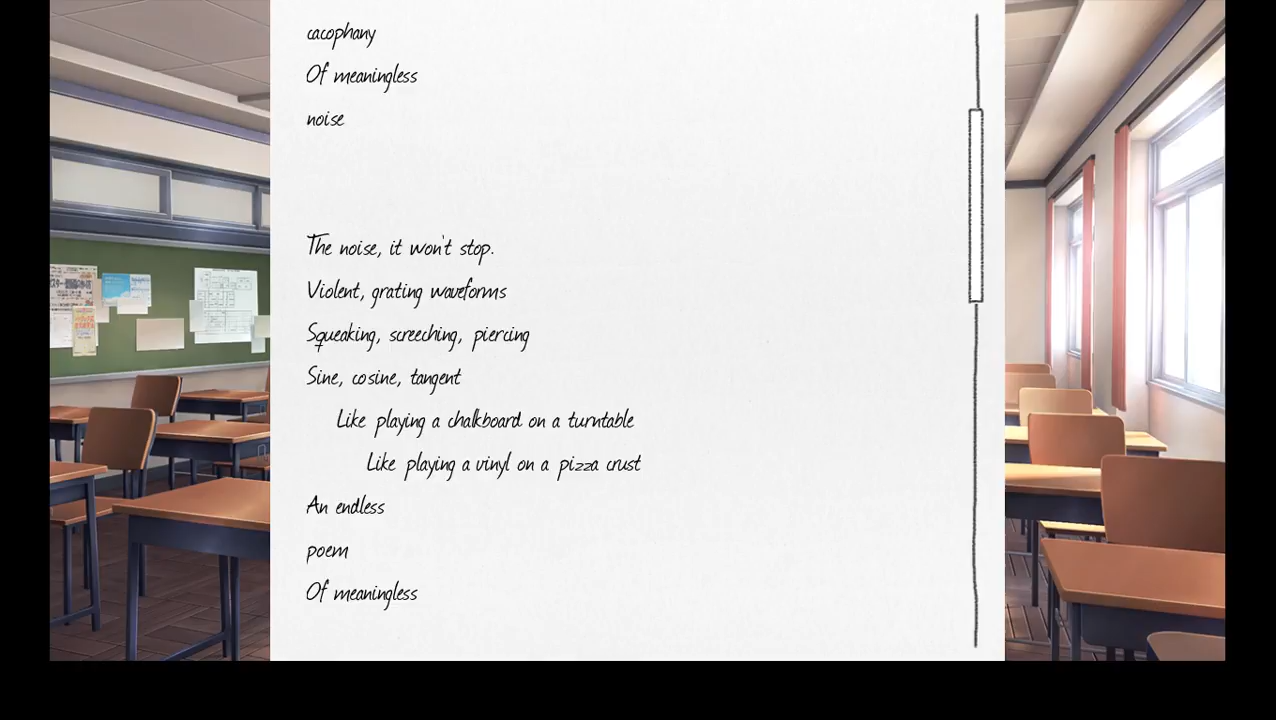 cacophany
Of meaningless
noise
The noise, it won't stop.
Violent, grating waveforms
Squeaking, screeching, piercing
Sine, cosine, tangent
Like playing a chalkboard on a turntable
Like playing a vinyl on a pizza crust
An endless
poem
Of meaningless